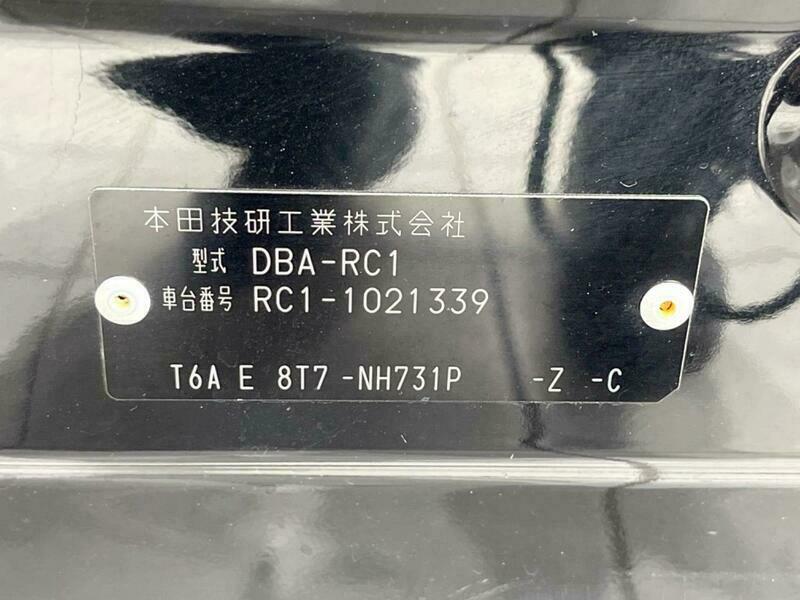 本田技研工業株式会社
型式 DBA-RC1
車台番号 RC1-1021339
T6A E 8T7 -NH731P -Z -C